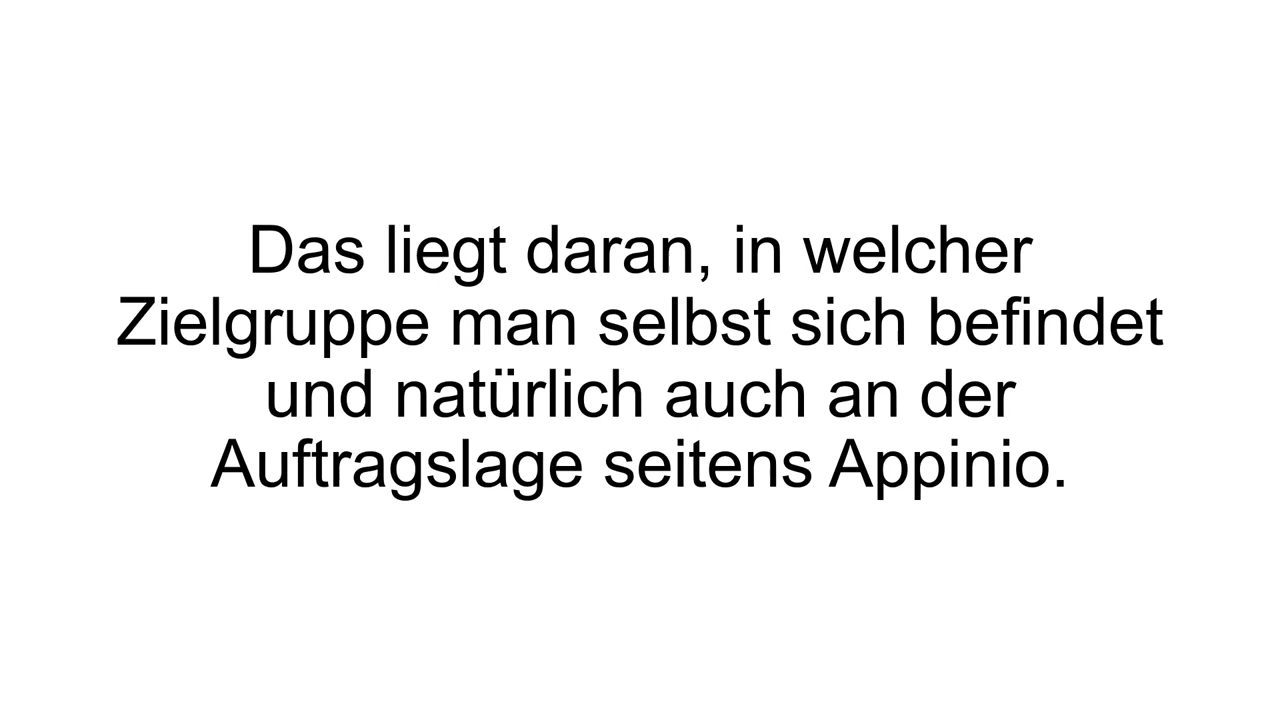 Das liegt daran, in welcher
Zielgruppe man selbst sich befindet
und natürlich auch an der
Auftragslage seitens Appinio.